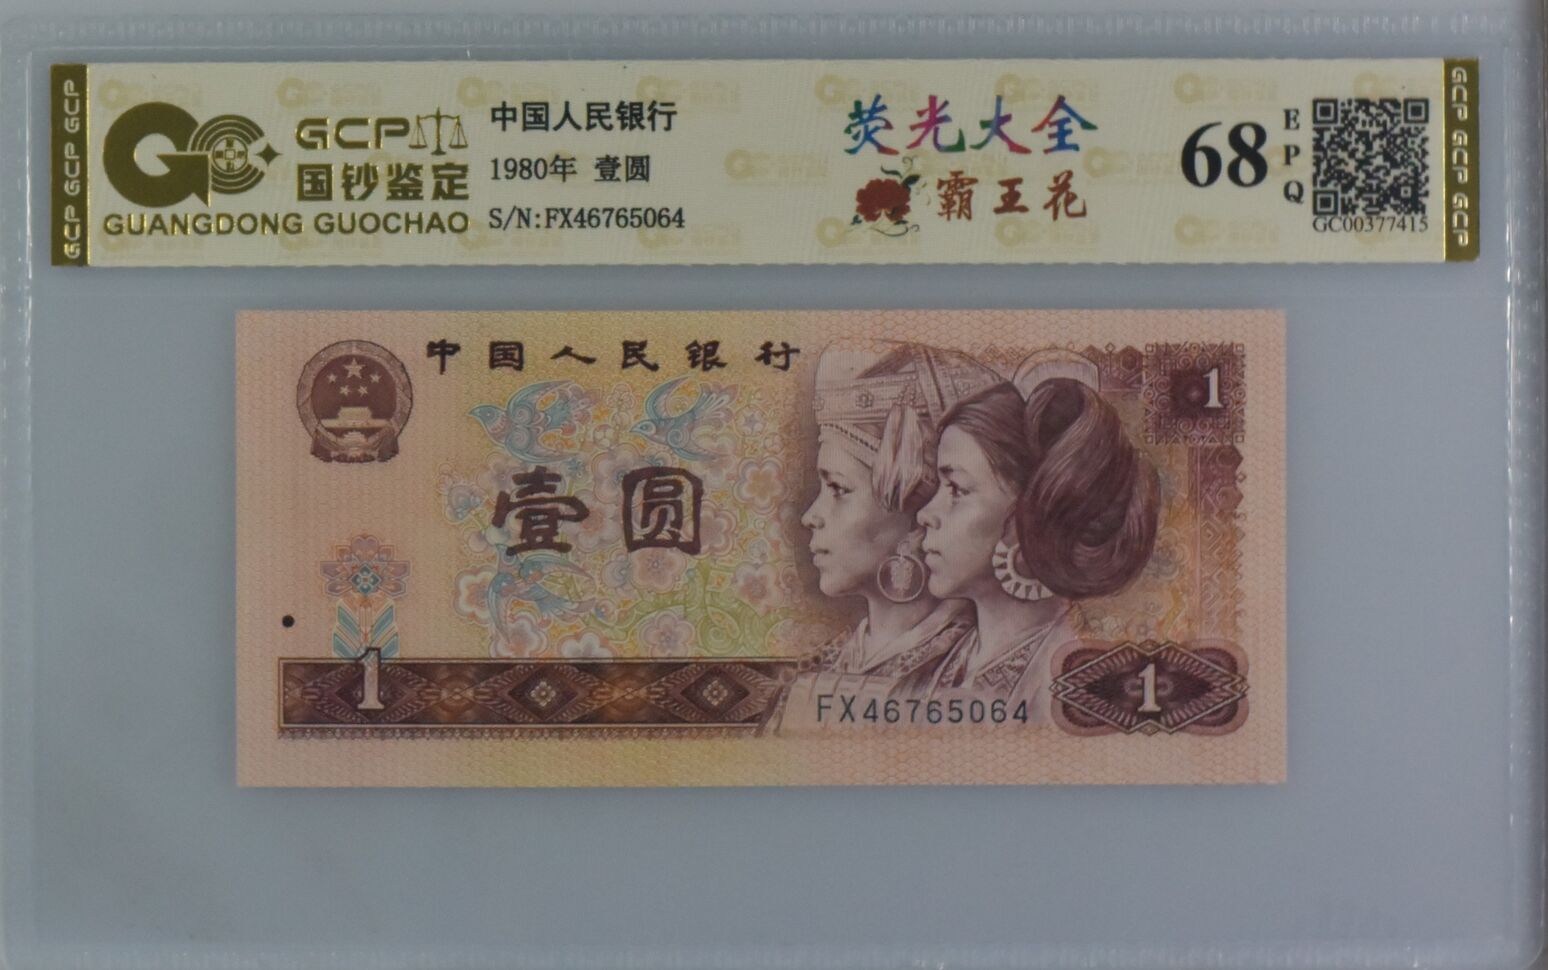 GCP GCP GCP
GCP
国钞鉴定
GUANGDONG GUOCHAO
中国人民银行
1980年 壹圆
S/N:FX46765064
荧光大全
霸王花
68
EPQ
GC00377415
GCP GCP GCP
中国人民银行
1
壹圆
1
FX46765064
1